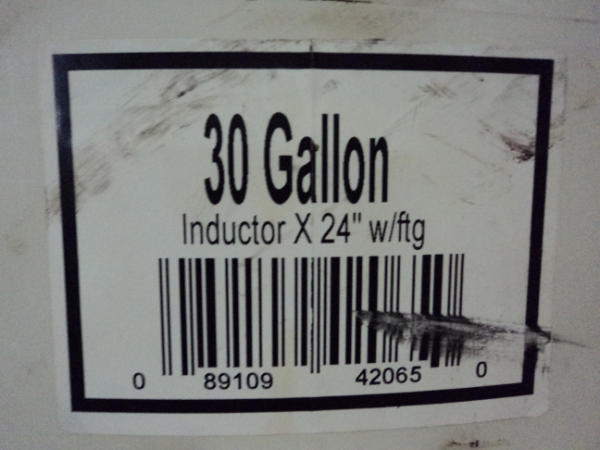 30 Gallon
Inductor X 24" w/ftg
0 89109 42065 0